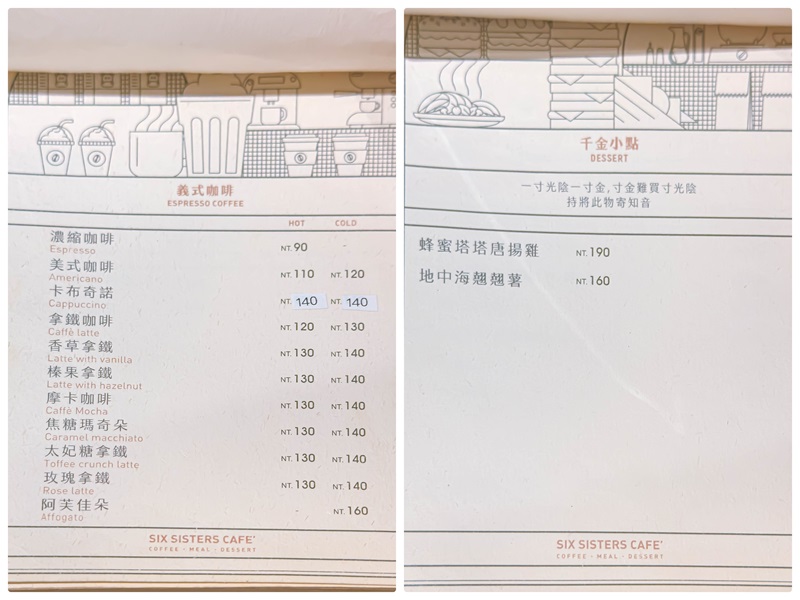 義式咖啡
ESPRESSO COFFEE
HOT COLD
濃縮咖啡 NT.90
Espresso
美式咖啡 NT.110 NT.120
Americano
卡布奇諾 NT.140 NT.140
Cappuccino
拿鐵咖啡 NT.120 NT.130
Caffè latte
香草拿鐵 NT.130 NT.140
Latte with vanilla
榛果拿鐵 NT.130 NT.140
Latte with hazelnut
摩卡咖啡 NT.130 NT.140
Caffè Mocha
焦糖瑪奇朵 NT.130 NT.140
Caramel macchiato
太妃糖拿鐵 NT.130 NT.140
Toffee crunch latte
玫瑰拿鐵 NT.130 NT.140
Rose latte
阿芙佳朵 NT.160
Affogato
SIX SISTERS CAFE'
COFFEE - MEAL - DESSERT
千金小點
DESSERT
一寸光陰一寸金,寸金難買寸光陰
持將此物寄知音
蜂蜜塔塔唐揚雞 NT.190
地中海翹翹薯 NT.160
SIX SISTERS CAFE'
COFFEE - MEAL - DESSERT